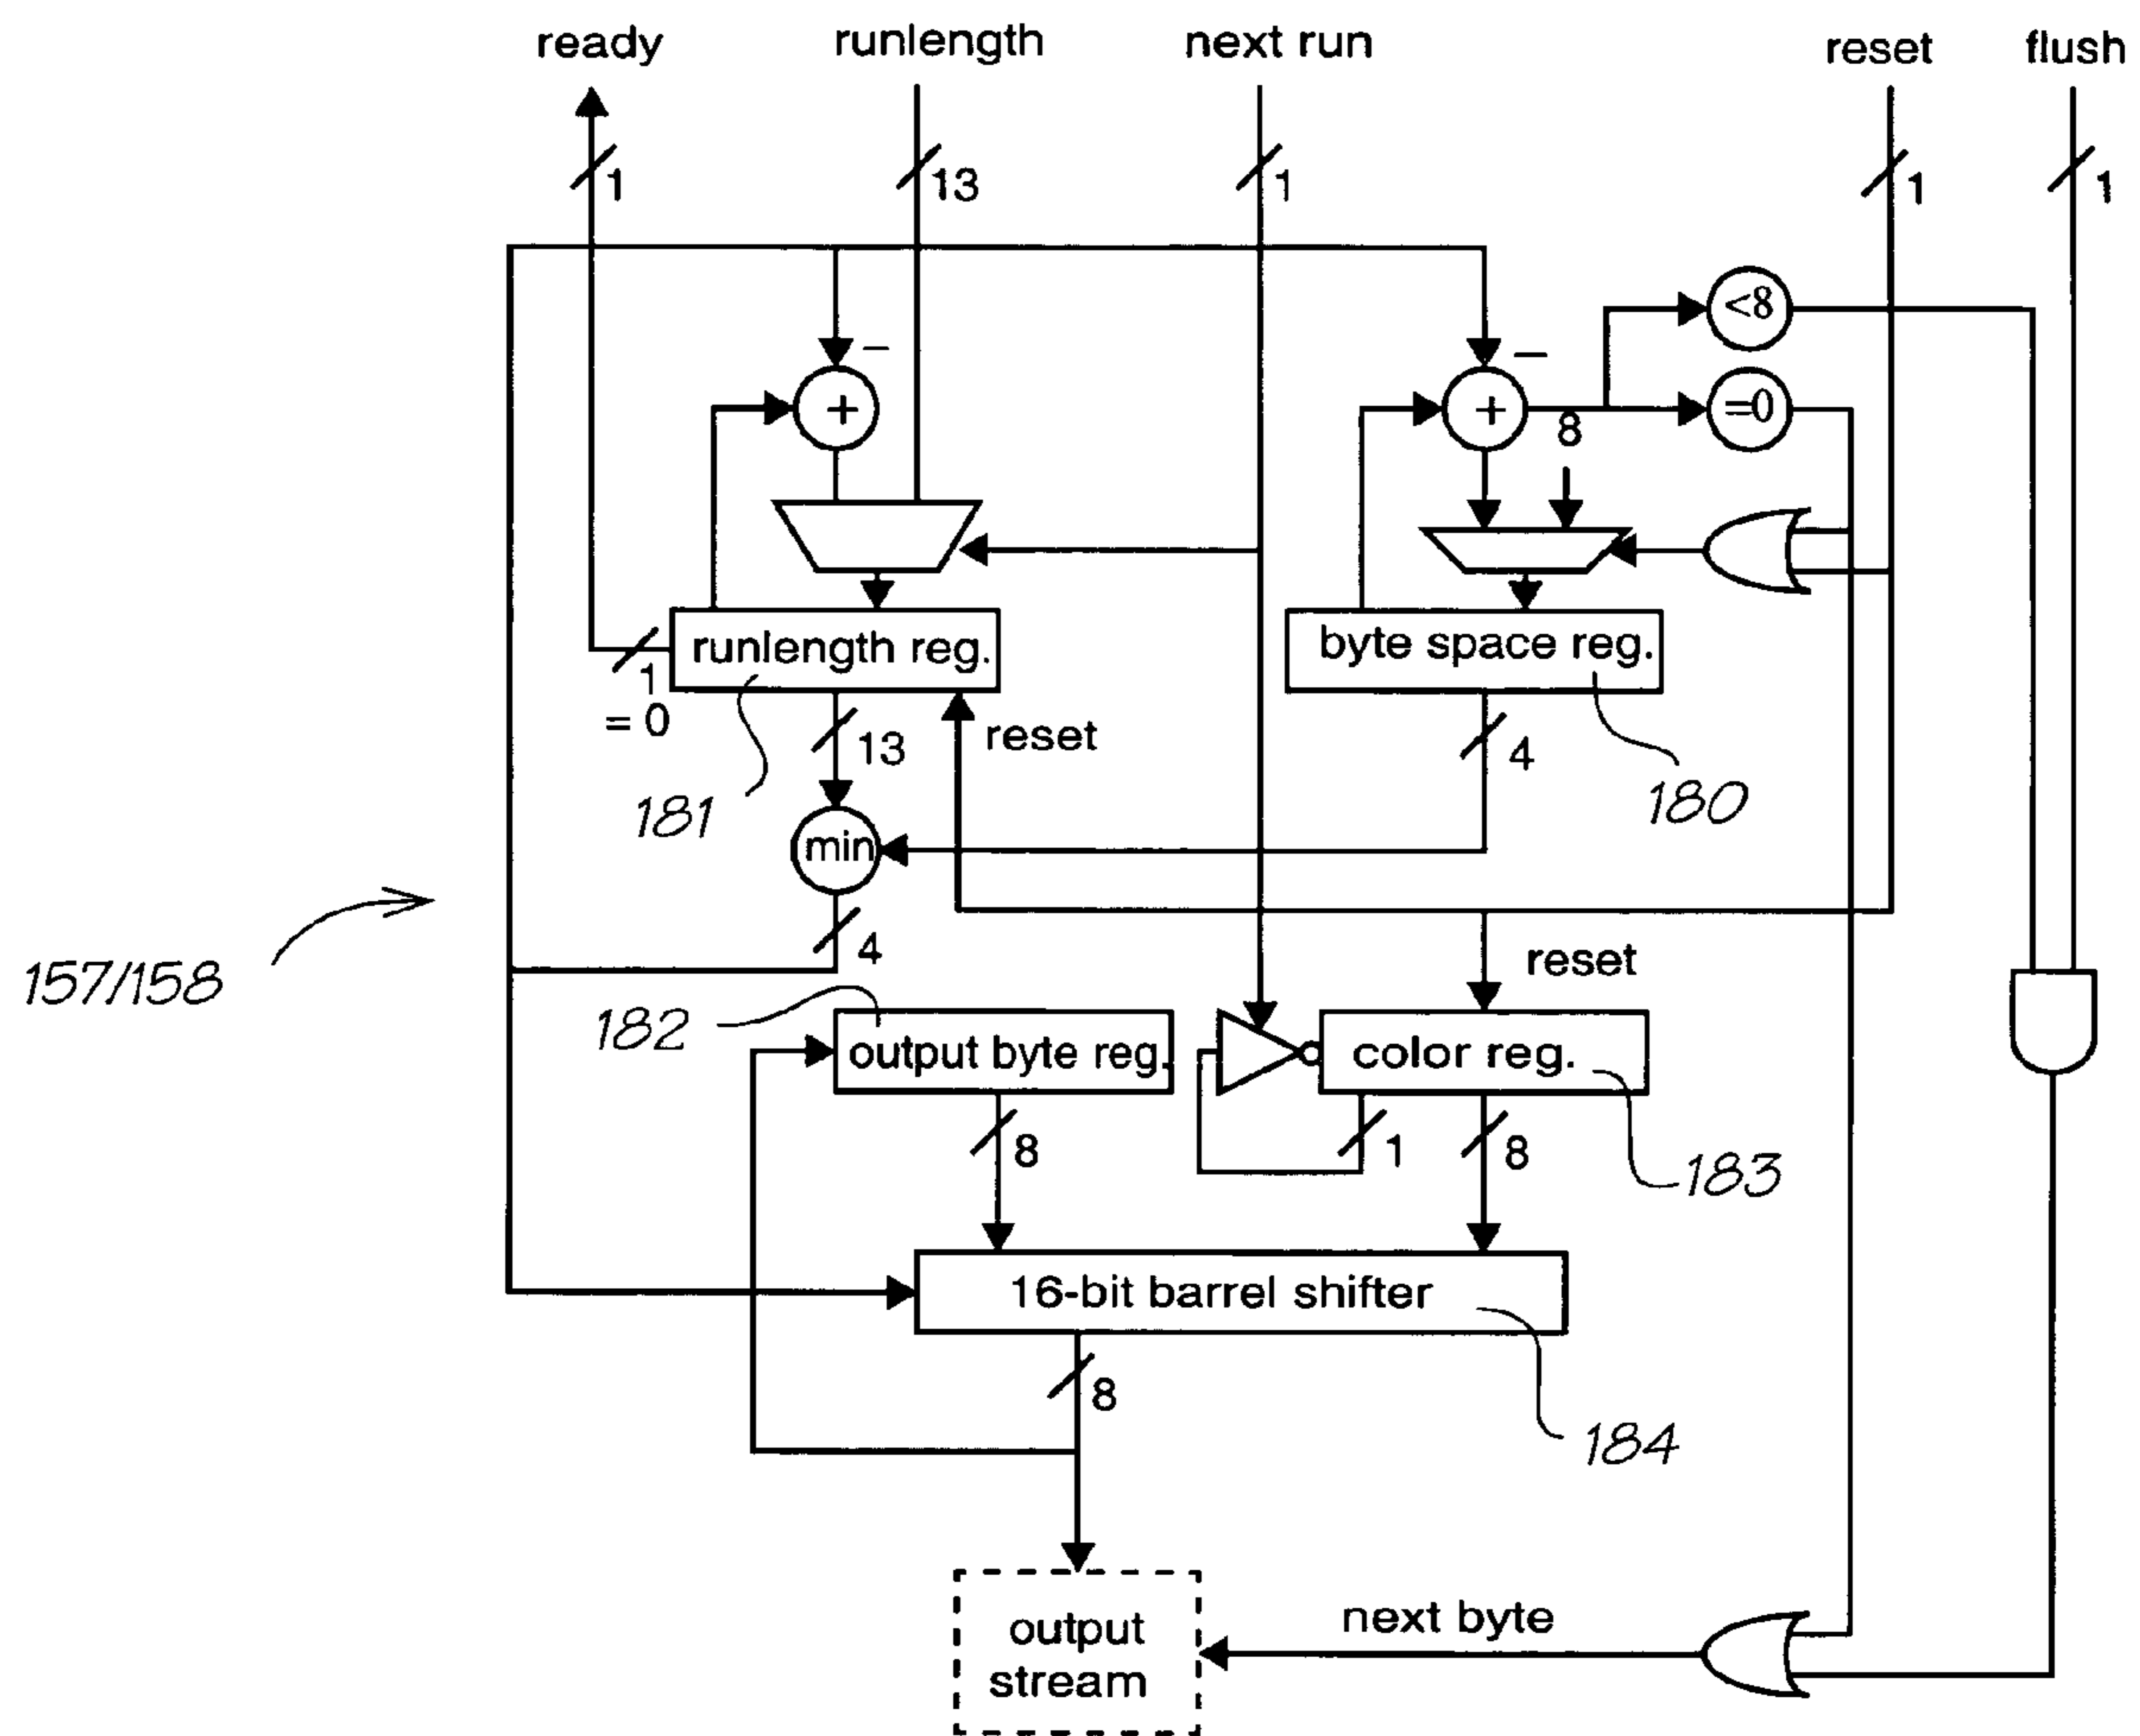 ready
runlength
next run
reset
flush
1
13
1
1
1
<8
−
−
+
+
=0
8
runlength reg.
byte space reg.
1
= 0
13
reset
4
181
180
min
4
157/158
reset
182
output byte reg.
color reg.
8
1
8
183
16-bit barrel shifter
8
184
next byte
output
stream